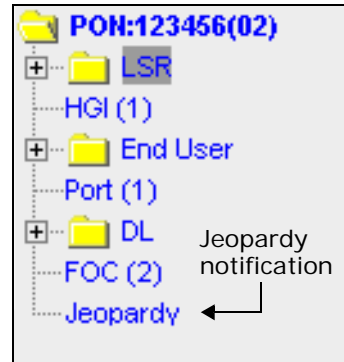 PON:123456(02)
LSR
HGI (1)
End User
Port (1)
DL
FOC (2)
Jeopardy
Jeopardy
notification